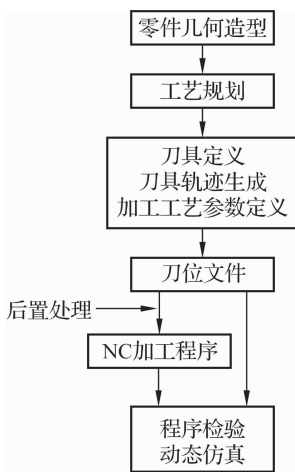 零件几何造型
工艺规划
刀具定义
刀具轨迹生成
加工工艺参数定义
刀位文件
后置处理
NC加工程序
程序检验
动态仿真